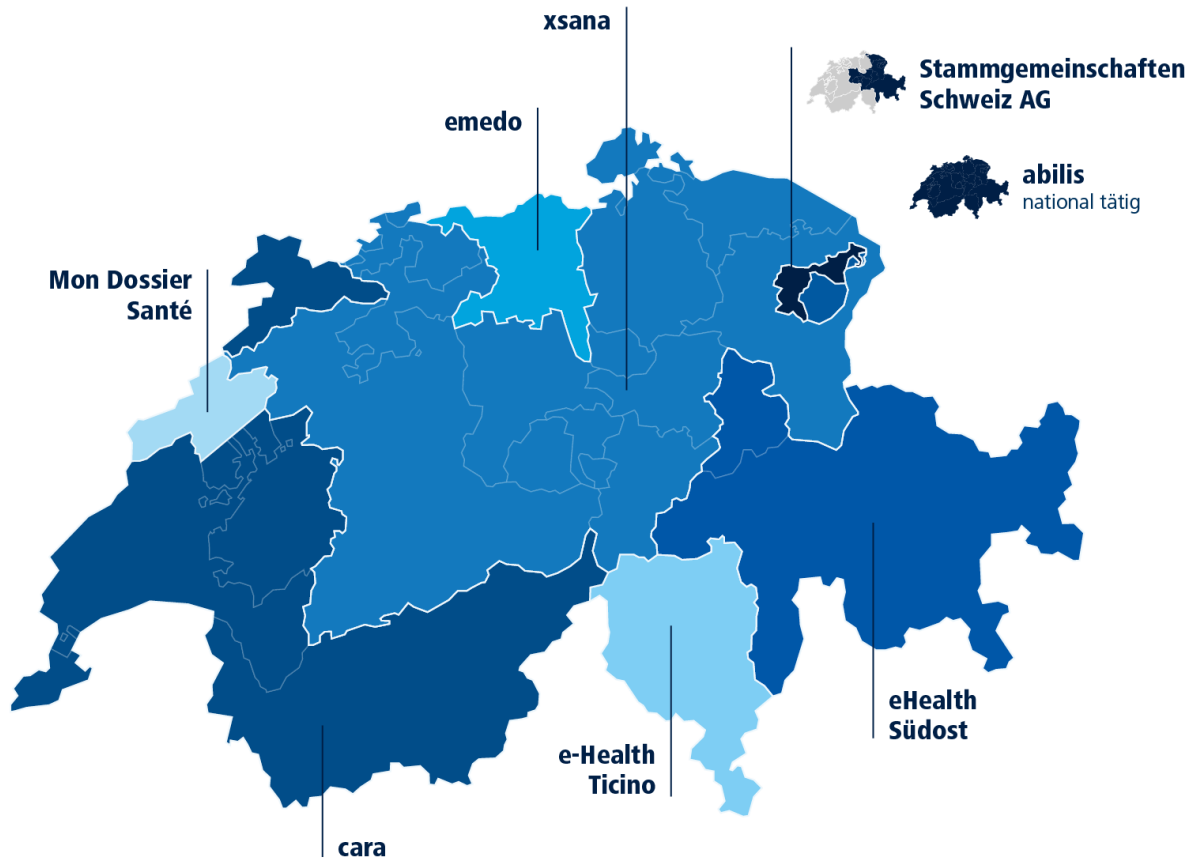 xsana
Stammgemeinschaften
Schweiz AG
emedo
abilis
national tätig
Mon Dossier
Santé
eHealth
Südost
e-Health
Ticino
cara